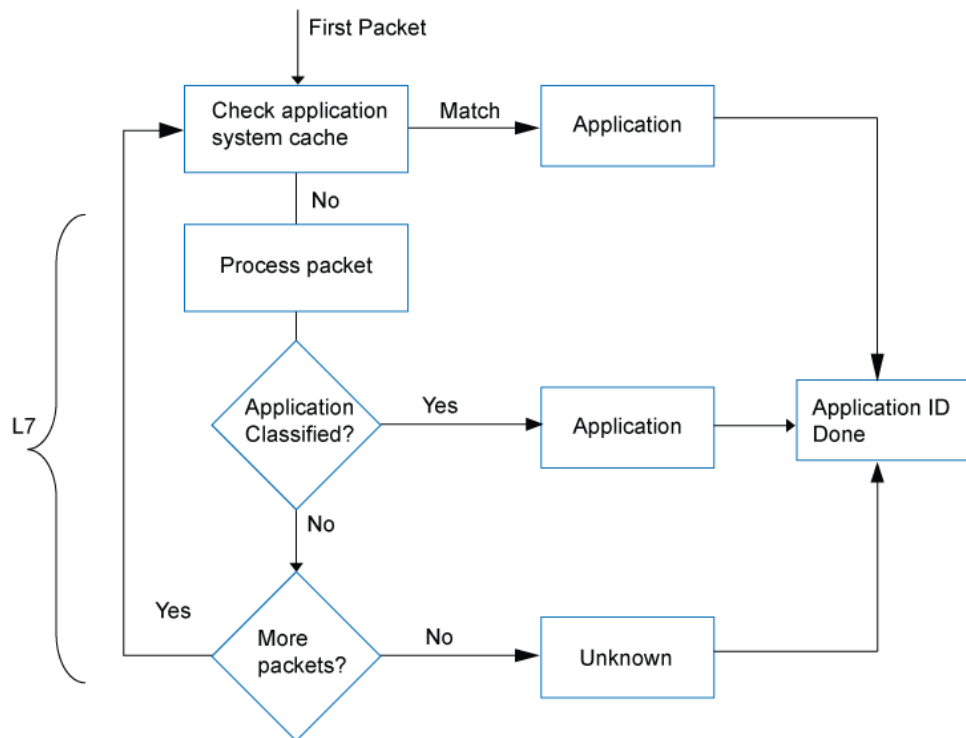 First Packet
Check application
system cache
Match
Application
No
Process packet
L7
Application
Classified?
Yes
Application
Application ID
Done
No
Yes
More
packets?
No
Unknown